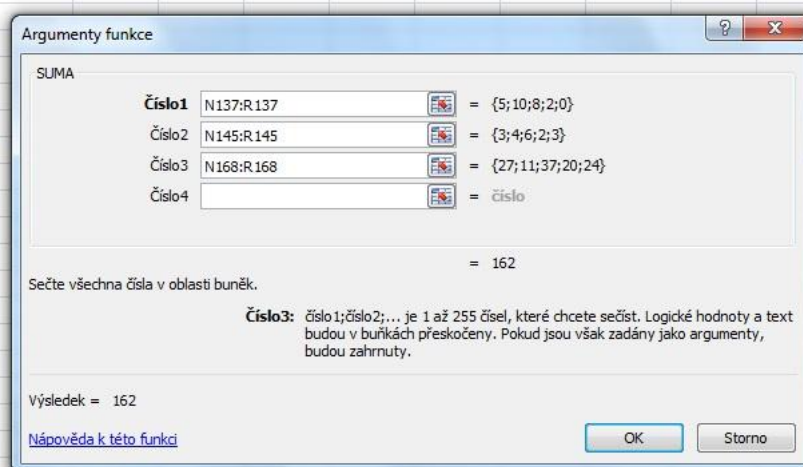 Argumenty funkce
SUMA
Číslo1 N137:R137 = {5;10;8;2;0}
Číslo2 N145:R145 = {3;4;6;2;3}
Číslo3 N168:R168 = {27;11;37;20;24}
Číslo4 = číslo
= 162
Sečte všechna čísla v oblasti buněk.
Číslo3: číslo1;číslo2;... je 1 až 255 čísel, které chcete sečíst. Logické hodnoty a text
budou v buňkách přeskočeny. Pokud jsou však zadány jako argumenty,
budou zahrnuty.
Výsledek = 162
Nápověda k této funkci
OK
Storno